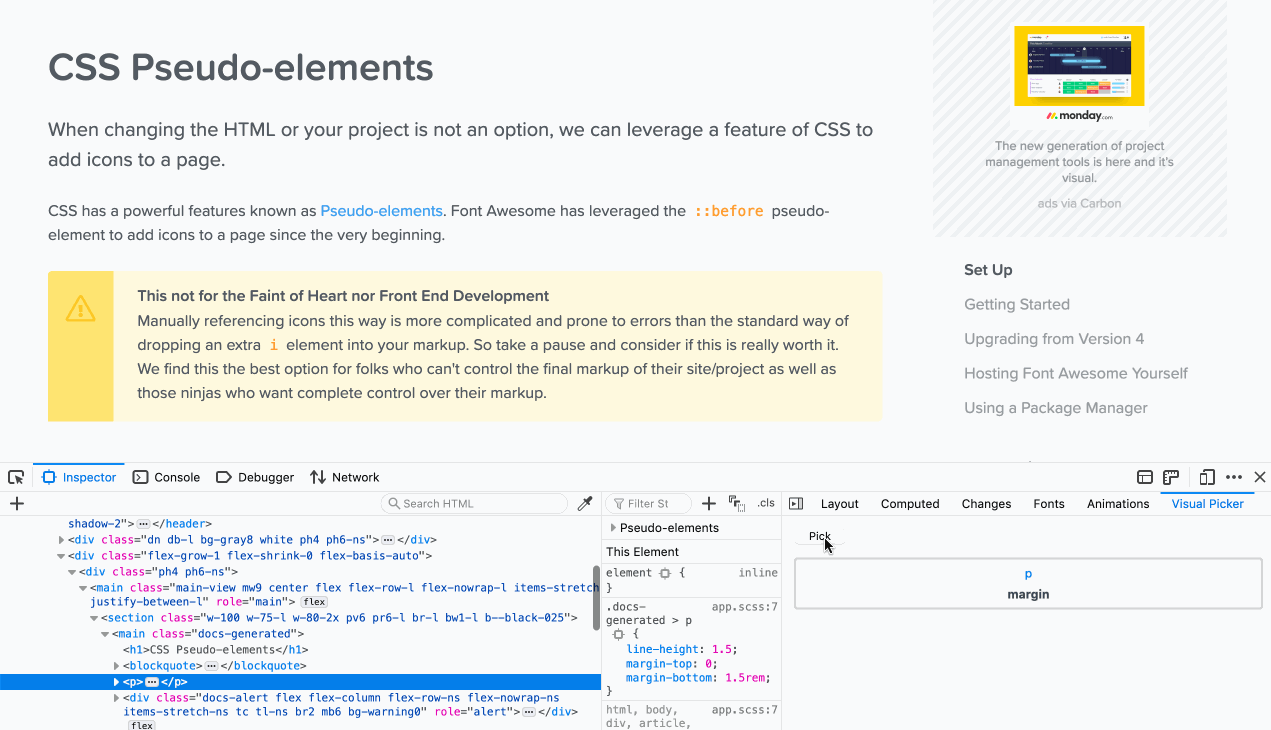 CSS Pseudo-elements
When changing the HTML or your project is not an option, we can leverage a feature of CSS to
add icons to a page.
CSS has a powerful features known as Pseudo-elements. Font Awesome has leveraged the ::before pseudo-
element to add icons to a page since the very beginning.
This not for the Faint of Heart nor Front End Development
Manually referencing icons this way is more complicated and prone to errors than the standard way of
dropping an extra i element into your markup. So take a pause and consider if this is really worth it.
We find this the best option for folks who can't control the final markup of their site/project as well as
those ninjas who want complete control over their markup.
monday.com
The new generation of project
management tools is here and it's
visual.
ads via Carbon
Set Up
Getting Started
Upgrading from Version 4
Hosting Font Awesome Yourself
Using a Package Manager
Inspector Console Debugger Network
Search HTML
shadow-2"> </header>
<div class="dn db-l bg-gray8 white ph4 ph6-ns"> </div>
<div class="flex-grow-1 flex-shrink-0 flex-basis-auto">
<div class="ph4 ph6-ns">
<main class="main-view mw9 center flex flex-row-l flex-nowrap-l items-stretch
justify-between-l" role="main"> flex
<section class="w-100 w-75-l w-80-2x pv6 pr6-l br-l bw1-l b--black-025">
<main class="docs-generated">
<h1>CSS Pseudo-elements</h1>
<blockquote> </blockquote>
<p> </p>
<div class="docs-alert flex flex-column flex-row-ns flex-nowrap-ns
items-stretch-ns tc tl-ns br2 mb6 bg-warning0" role="alert"> </div>
flex
Filter St .cls
Pseudo-elements
This Element
element { inline
}
.docs- app.scss:7
generated > p
{
line-height: 1.5;
margin-top: 0;
margin-bottom: 1.5rem;
}
html, body, app.scss:7
div, article,
Layout Computed Changes Fonts Animations Visual Picker
Pick
p
margin